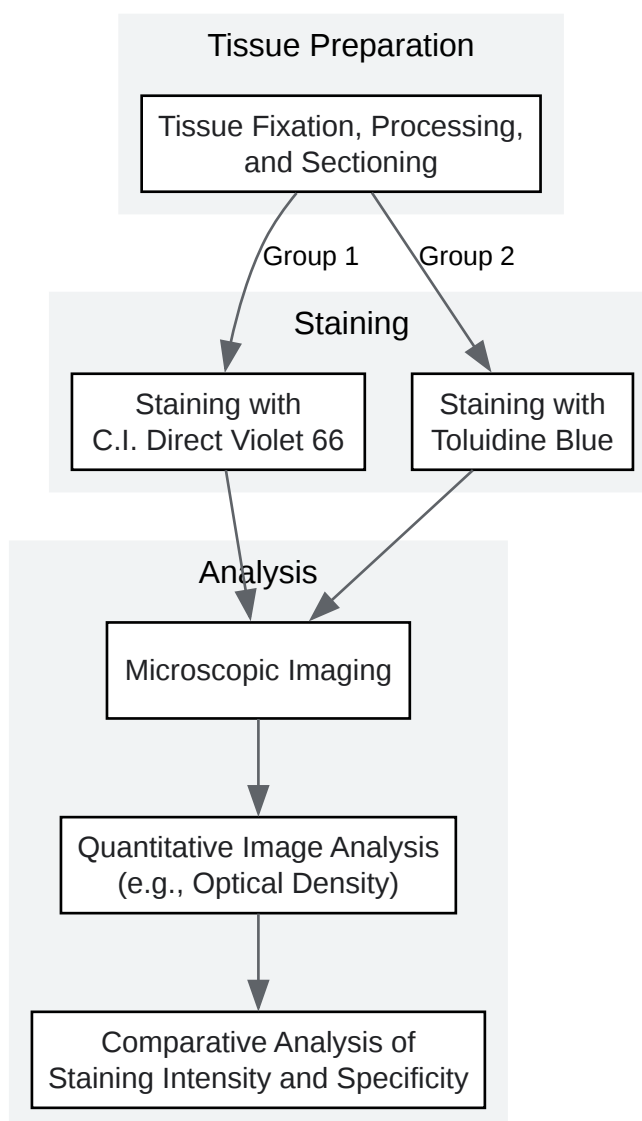 Tissue Preparation
Tissue Fixation, Processing,
and Sectioning
Group 1
Group 2
Staining
Staining with
C.I. Direct Violet 66
Staining with
Toluidine Blue
Analysis
Microscopic Imaging
Quantitative Image Analysis
(e.g., Optical Density)
Comparative Analysis of
Staining Intensity and Specificity